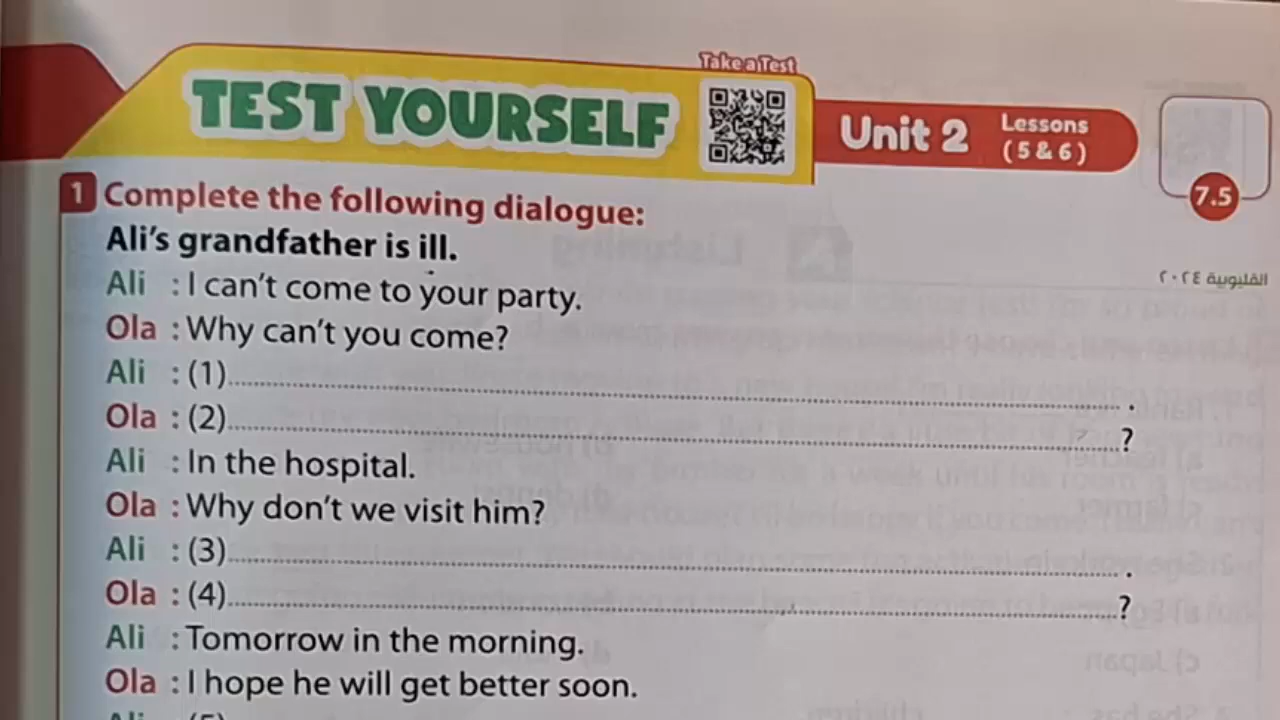 Take a Test
TEST YOURSELF
Unit 2 Lessons (5 & 6)
7.5
1 Complete the following dialogue:
Ali's grandfather is ill.
القليوبية ٢٠٢٤
Ali : I can't come to your party.
Ola : Why can't you come?
Ali : (1)........................ .
Ola : (2)........................ ?
Ali : In the hospital.
Ola : Why don't we visit him?
Ali : (3)........................ .
Ola : (4)........................ ?
Ali : Tomorrow in the morning.
Ola : I hope he will get better soon.
Ali : (5)